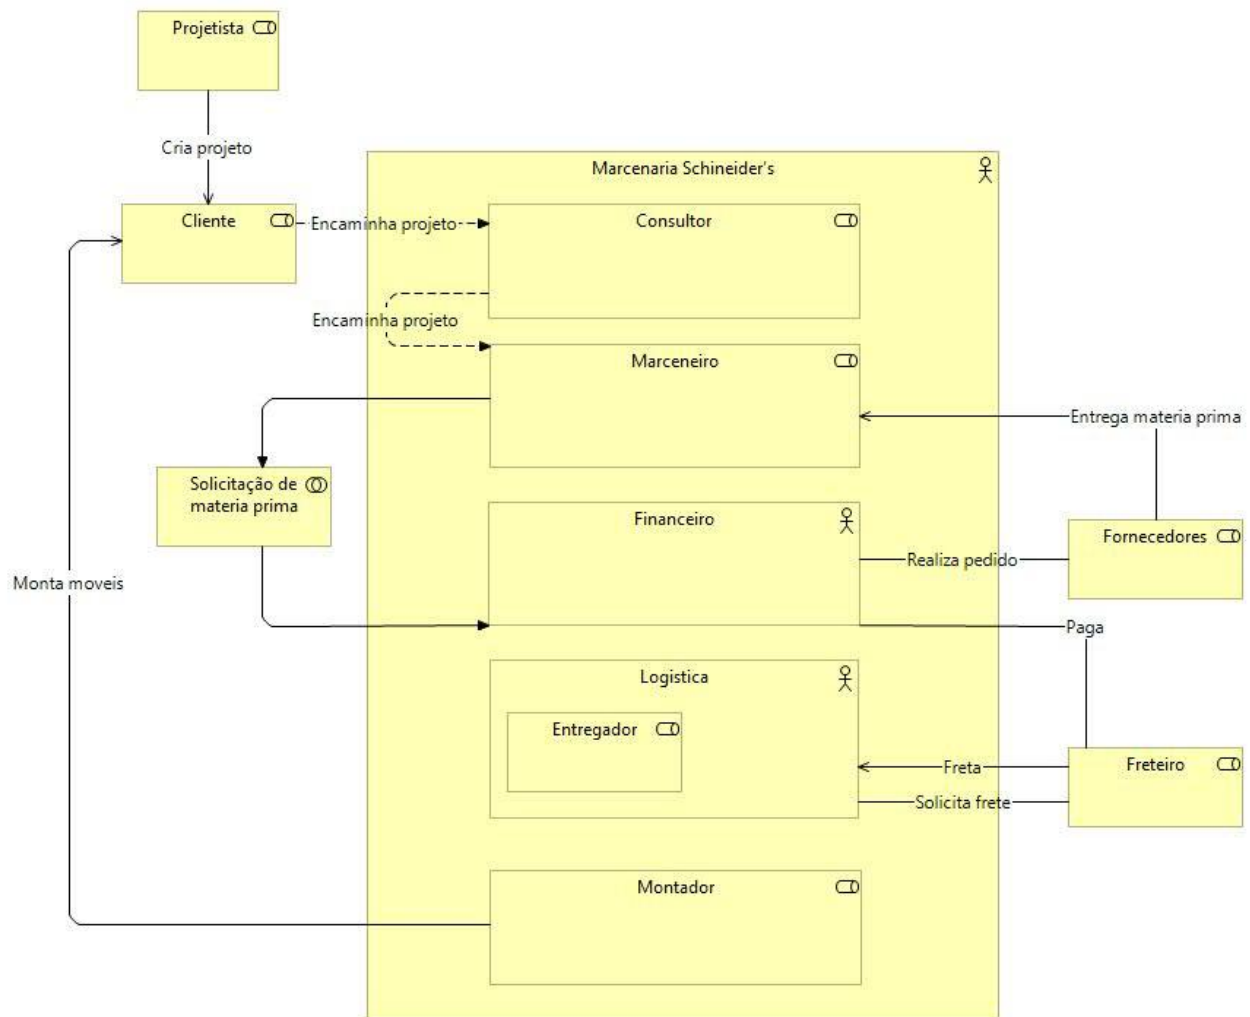 Projetista
Cria projeto
Marcenaria Schineider's
Cliente
Encaminha projeto
Consultor
Encaminha projeto
Marceneiro
Entrega materia prima
Solicitação de
materia prima
Financeiro
Realiza pedido
Fornecedores
Monta moveis
Paga
Logistica
Entregador
Freta
Freteiro
Solicita frete
Montador